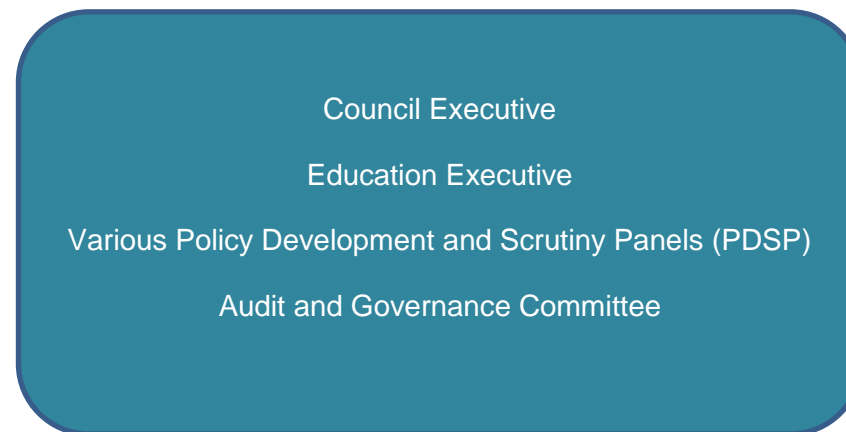 Council Executive
Education Executive
Various Policy Development and Scrutiny Panels (PDSP)
Audit and Governance Committee